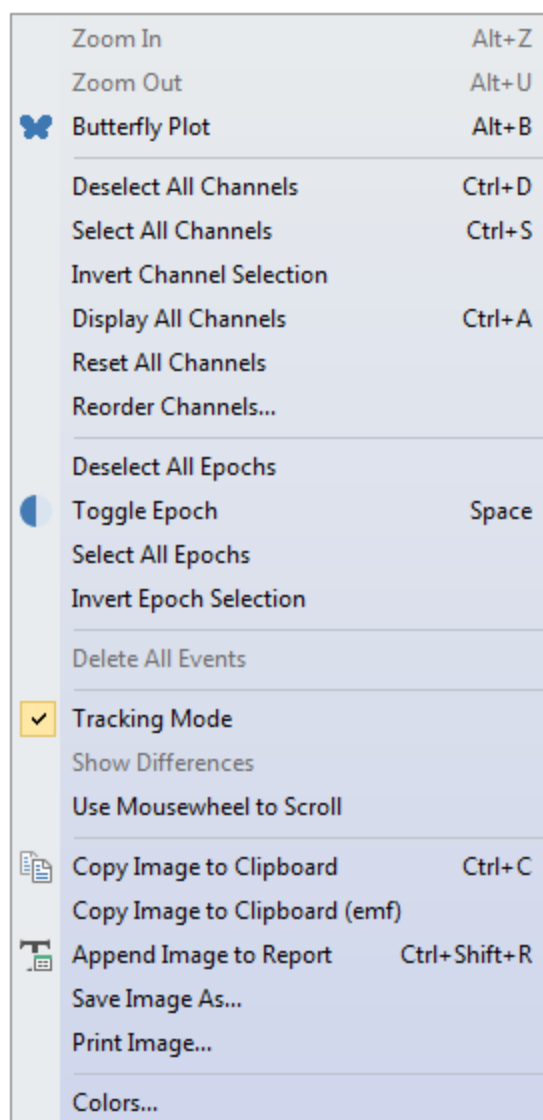 Zoom In Alt+Z
Zoom Out Alt+U
Butterfly Plot Alt+B
Deselect All Channels Ctrl+D
Select All Channels Ctrl+S
Invert Channel Selection
Display All Channels Ctrl+A
Reset All Channels
Reorder Channels...
Deselect All Epochs
Toggle Epoch Space
Select All Epochs
Invert Epoch Selection
Delete All Events
Tracking Mode
Show Differences
Use Mousewheel to Scroll
Copy Image to Clipboard Ctrl+C
Copy Image to Clipboard (emf)
Append Image to Report Ctrl+Shift+R
Save Image As...
Print Image...
Colors...